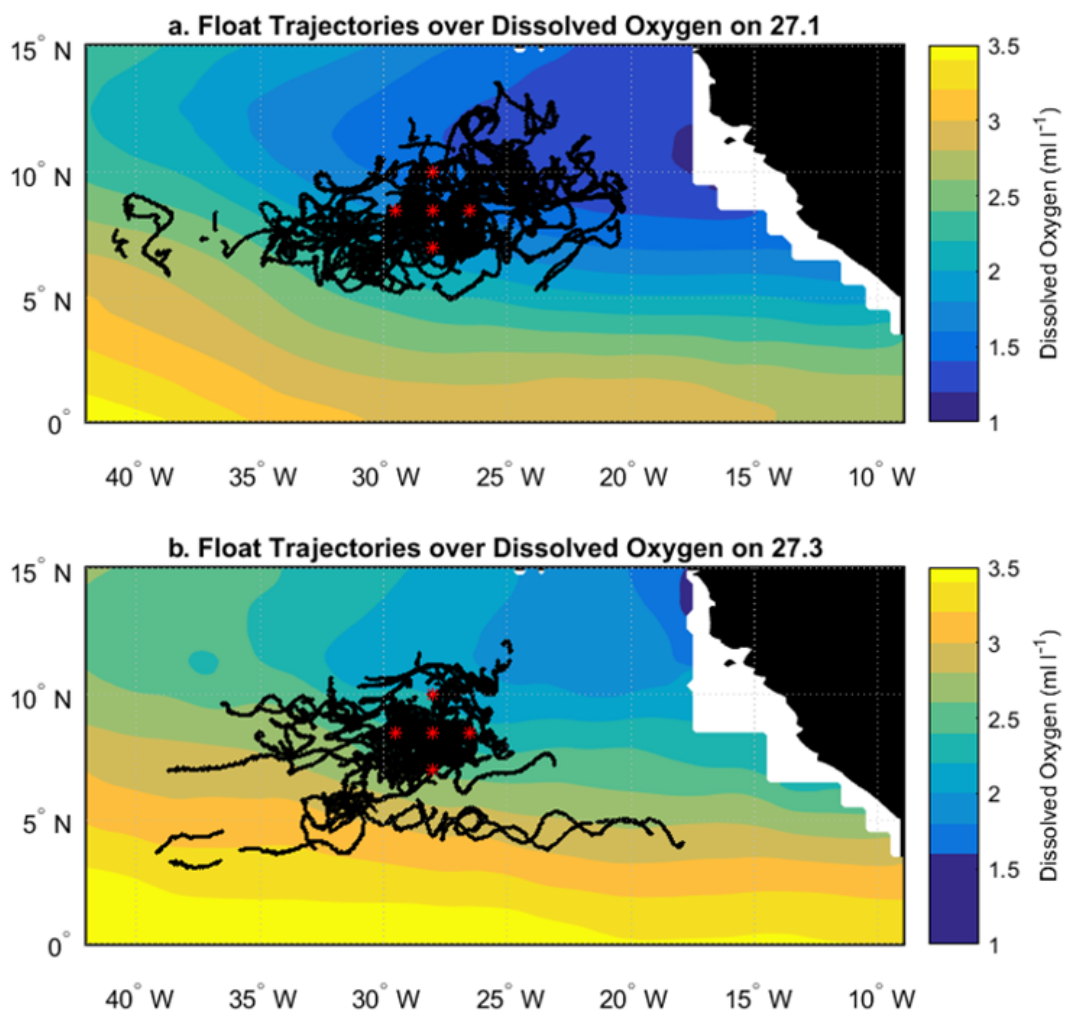 a. Float Trajectories over Dissolved Oxygen on 27.1
15° N
10° N
5° N
0°
40° W 35° W 30° W 25° W 20° W 15° W 10° W
3.5
3
2.5
2
1.5
1
Dissolved Oxygen (ml l⁻¹)
b. Float Trajectories over Dissolved Oxygen on 27.3
15° N
10° N
5° N
0°
40° W 35° W 30° W 25° W 20° W 15° W 10° W
3.5
3
2.5
2
1.5
1
Dissolved Oxygen (ml l⁻¹)